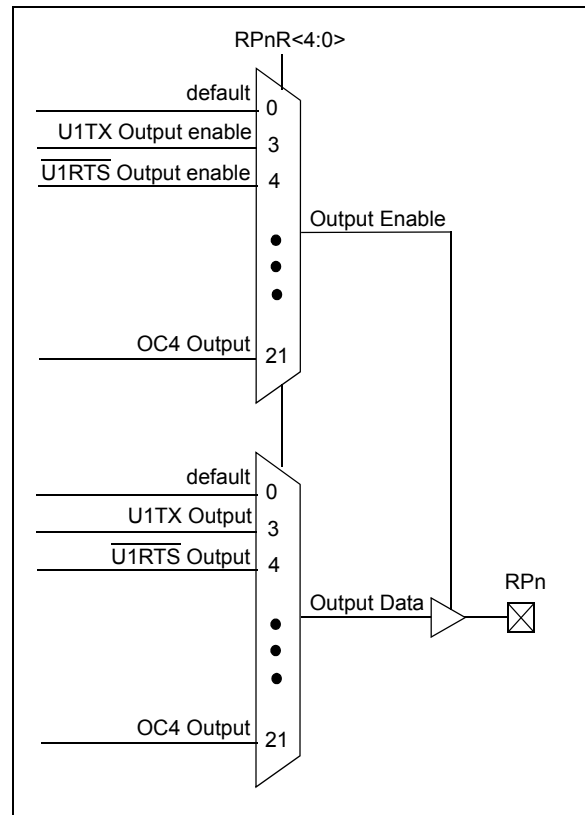 RPnR<4:0>
default
0
U1TX Output enable
3
U1RTS Output enable
4
Output Enable
OC4 Output
21
default
0
U1TX Output
3
U1RTS Output
4
RPn
Output Data
OC4 Output
21